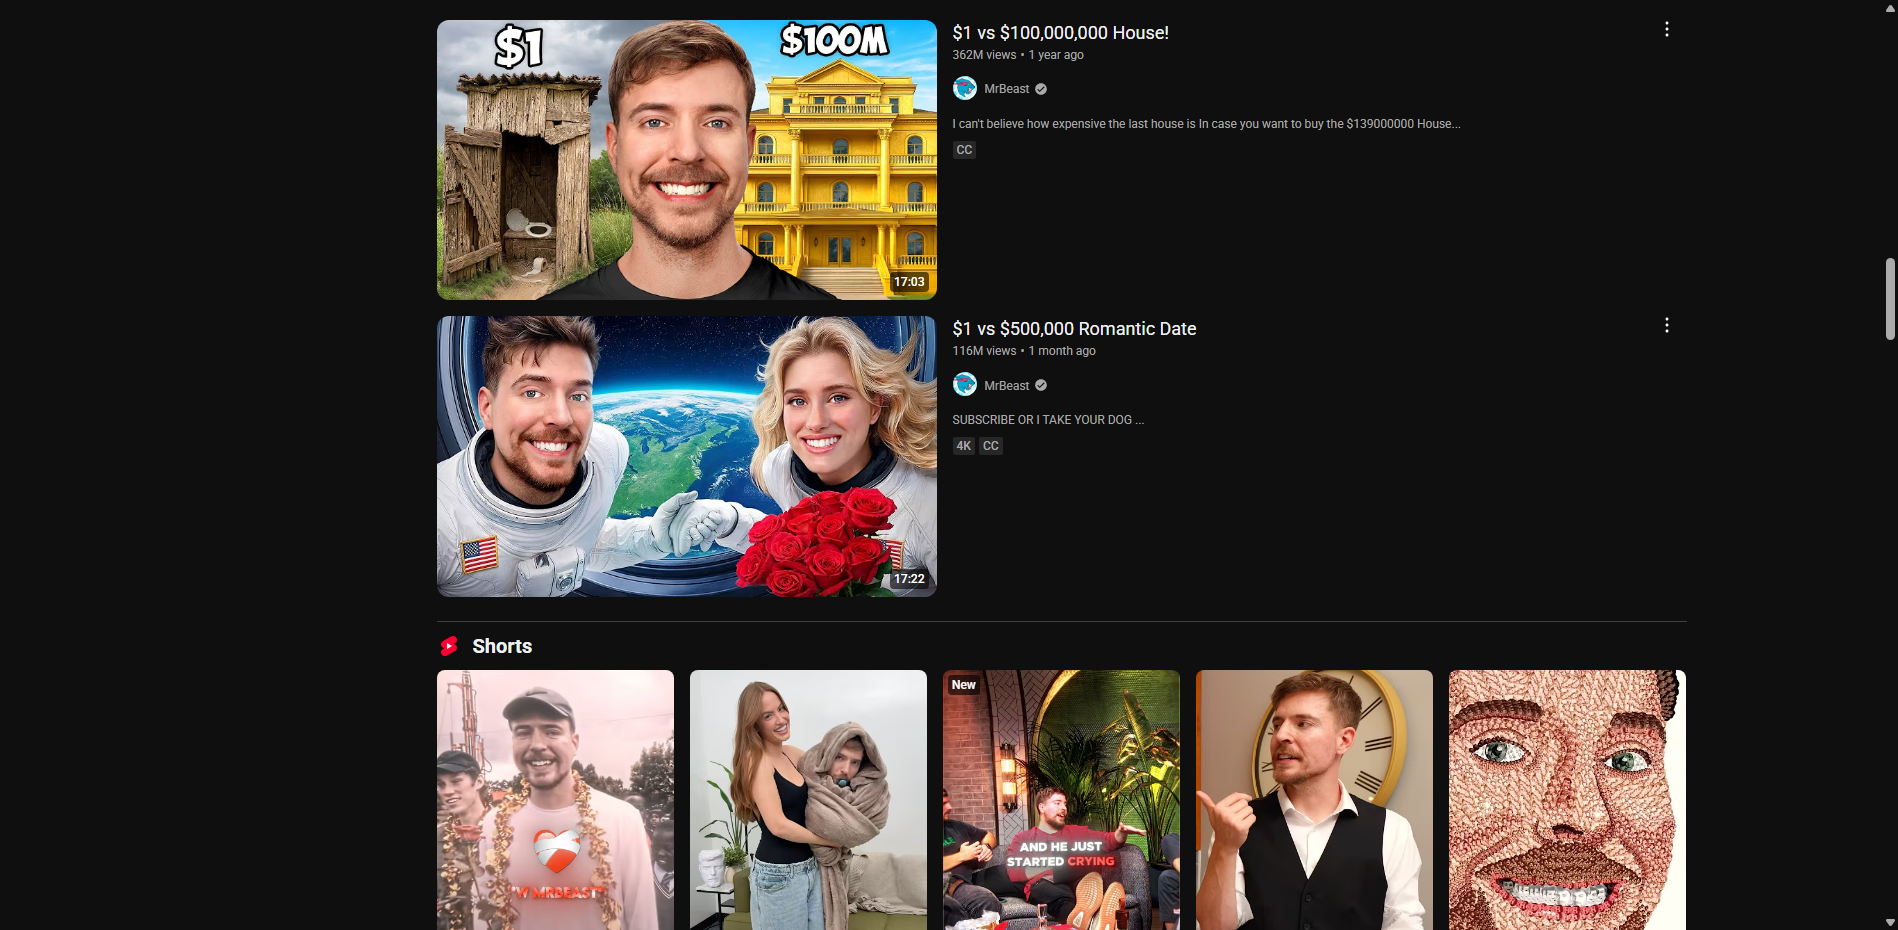 $1
$100M
17:03
$1 vs $100,000,000 House!
362M views • 1 year ago
MrBeast
I can't believe how expensive the last house is In case you want to buy the $139000000 House...
CC
17:22
$1 vs $500,000 Romantic Date
116M views • 1 month ago
MrBeast
SUBSCRIBE OR I TAKE YOUR DOG ...
4K CC
Shorts
"W MRBEAST"
New
AND HE JUST
STARTED CRYING